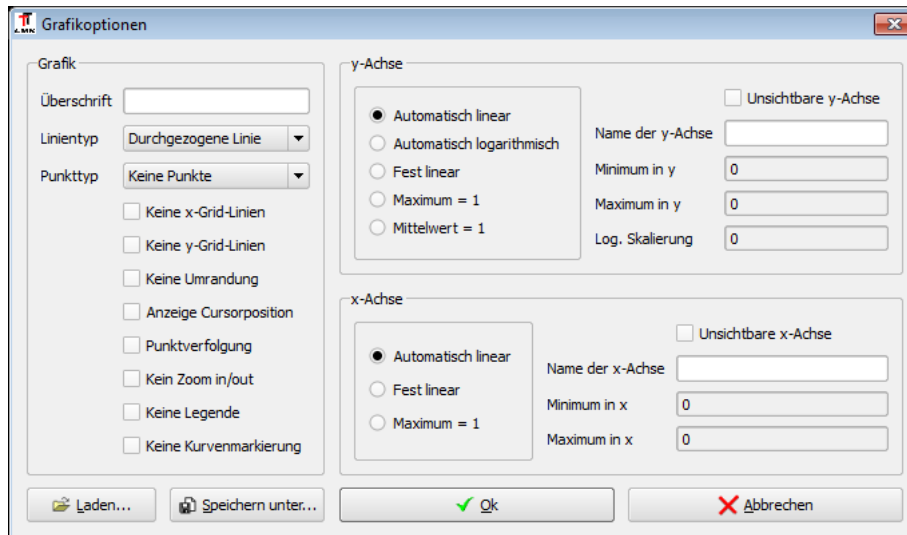 TT
LMK
Grafikoptionen
Grafik
Überschrift
Linientyp
Durchgezogene Linie
Punkttyp
Keine Punkte
Keine x-Grid-Linien
Keine y-Grid-Linien
Keine Umrandung
Anzeige Cursorposition
Punktverfolgung
Kein Zoom in/out
Keine Legende
Keine Kurvenmarkierung
y-Achse
Automatisch linear
Automatisch logarithmisch
Fest linear
Maximum = 1
Mittelwert = 1
Unsichtbare y-Achse
Name der y-Achse
Minimum in y
0
Maximum in y
0
Log. Skalierung
0
x-Achse
Automatisch linear
Fest linear
Maximum = 1
Unsichtbare x-Achse
Name der x-Achse
Minimum in x
0
Maximum in x
0
Laden...
Speichern unter...
Ok
Abbrechen